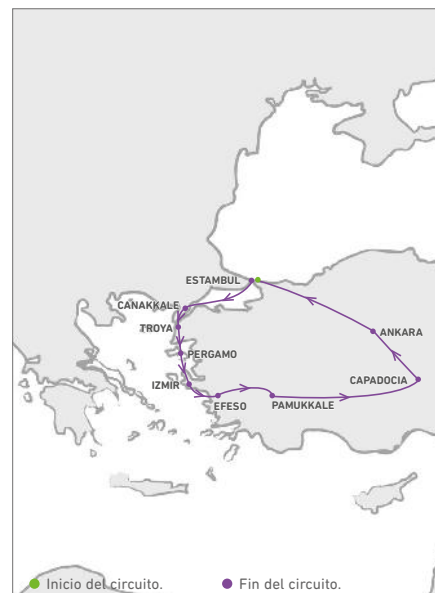 ESTAMBUL
CANAKKALE
TROYA
PERGAMO
ANKARA
IZMIR
CAPADOCIA
EFESO
PAMUKKALE
Inicio del circuito.
Fin del circuito.